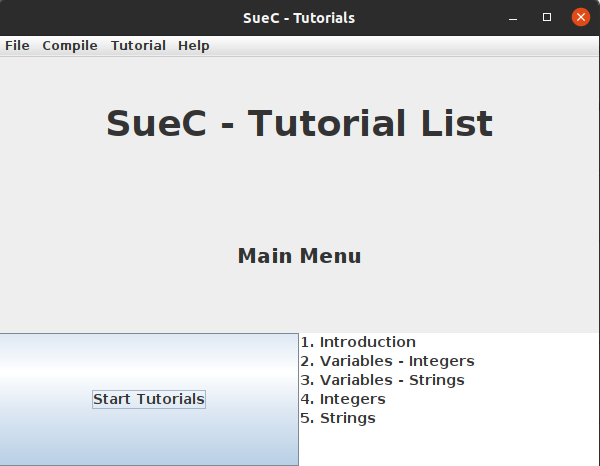 SueC - Tutorials
File Compile Tutorial Help
SueC - Tutorial List
Main Menu
Start Tutorials
1. Introduction
2. Variables - Integers
3. Variables - Strings
4. Integers
5. Strings